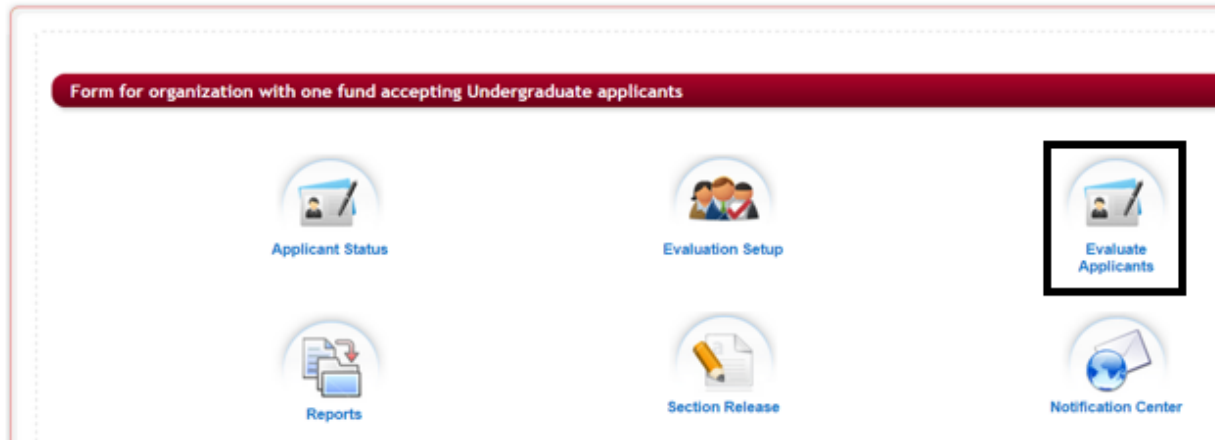 Form for organization with one fund accepting Undergraduate applicants
Applicant Status
Evaluation Setup
Evaluate
Applicants
Reports
Section Release
Notification Center